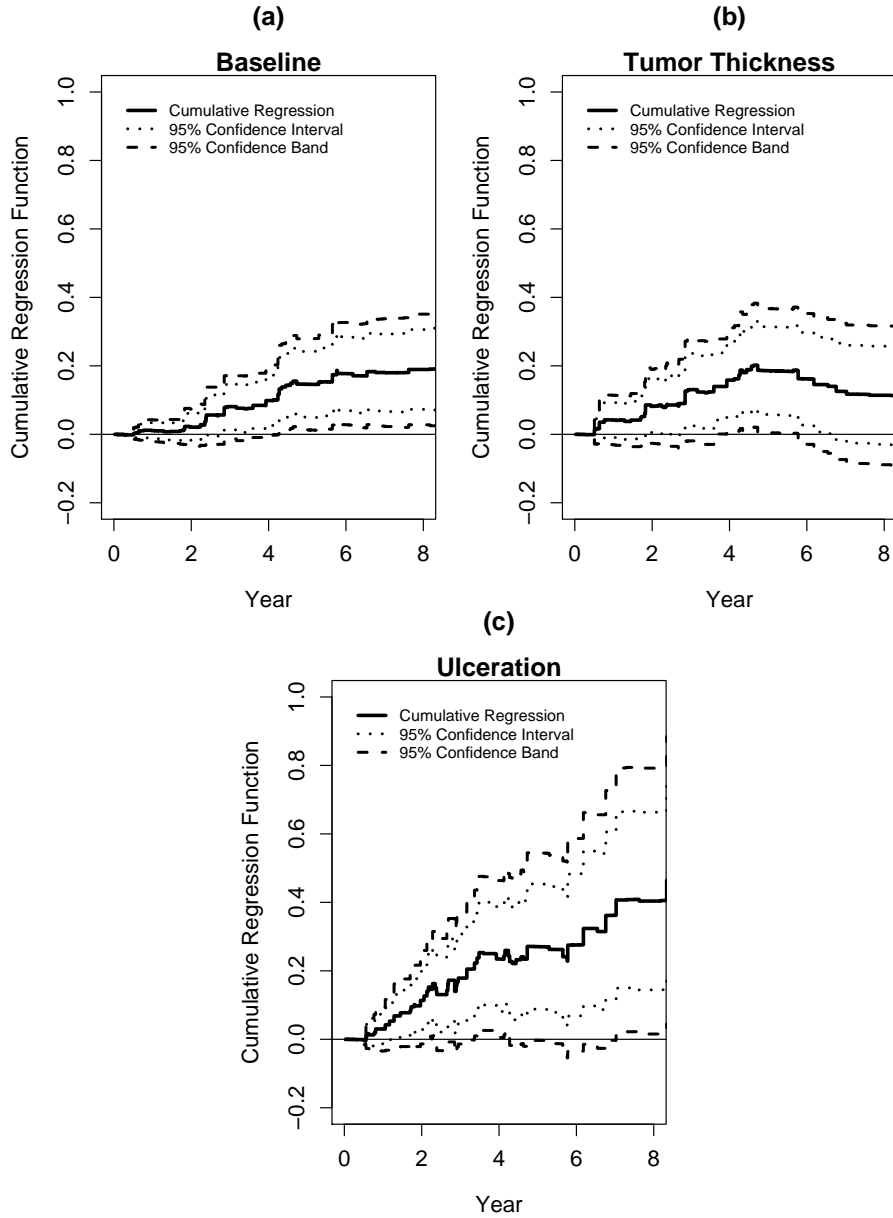 (a)
Baseline
Cumulative Regression Function
1.0
0.8
0.6
0.4
0.2
0.0
−0.2
Cumulative Regression
95% Confidence Interval
95% Confidence Band
0 2 4 6 8
Year
(b)
Tumor Thickness
Cumulative Regression Function
1.0
0.8
0.6
0.4
0.2
0.0
−0.2
Cumulative Regression
95% Confidence Interval
95% Confidence Band
0 2 4 6 8
Year
(c)
Ulceration
Cumulative Regression Function
1.0
0.8
0.6
0.4
0.2
0.0
−0.2
Cumulative Regression
95% Confidence Interval
95% Confidence Band
0 2 4 6 8
Year